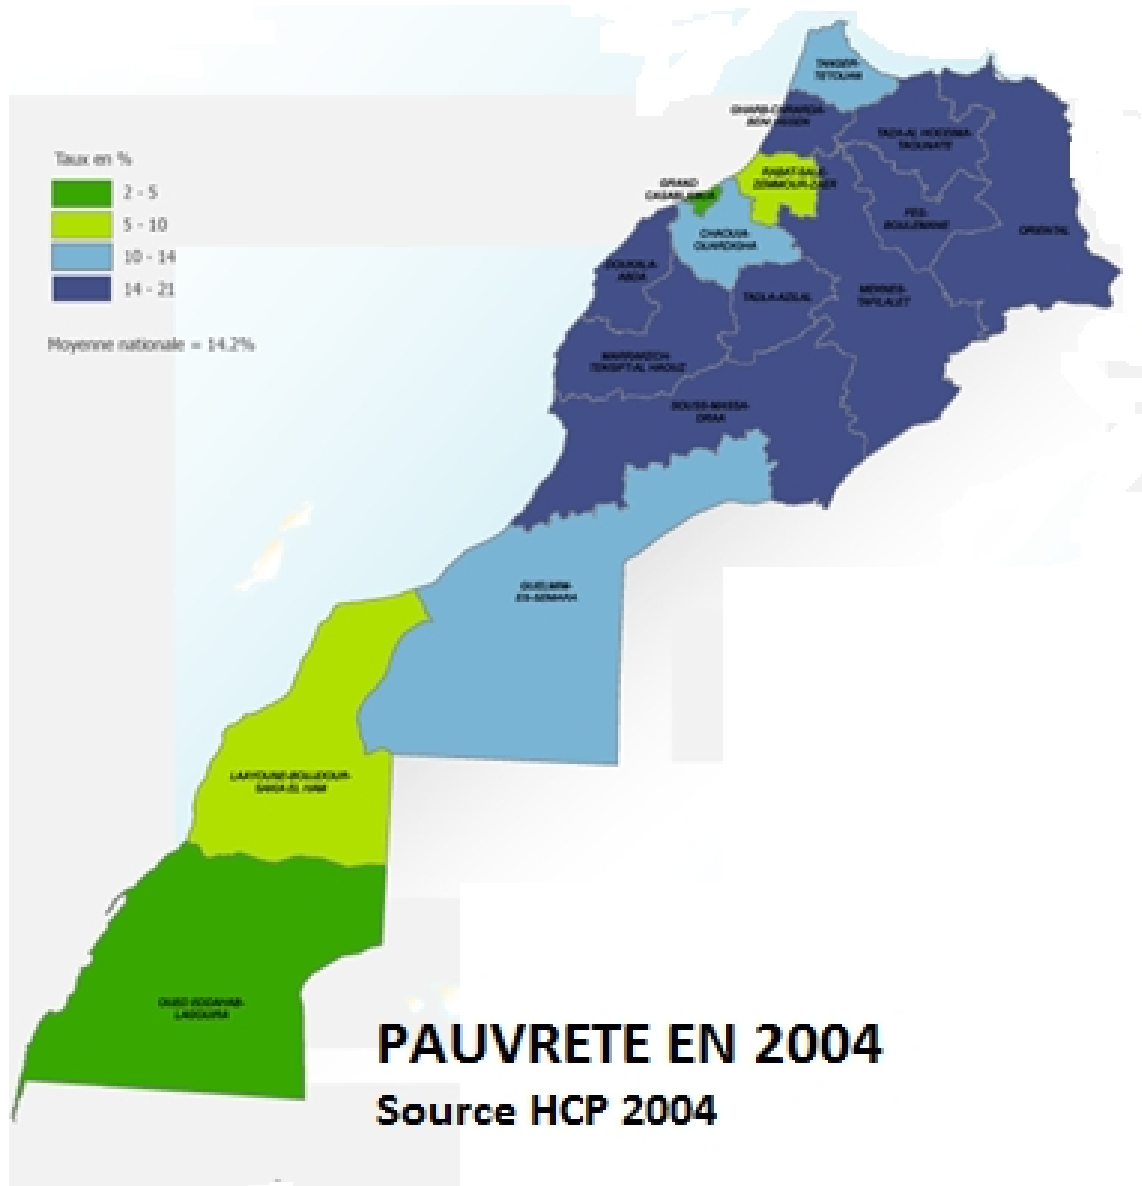 TANGER-
TETOUAN
GHARB-CHRARDA-
BENI HSSEN
TAZA-AL HOCEIMA-
TAOUNATE
Taux en %
2 - 5
5 - 10
10 - 14
14 - 21
Moyenne nationale = 14.2%
RABAT-SALE-
ZEMMOUR-ZAER
GRAND
CASABLANCA
FES-
BOULEMANE
ORIENTAL
CHAOUIA-
OUARDIGHA
DOUKALA-
ABDA
TADLA-AZILAL
MEKNES-
TAFILALET
MARRAKECH-
TENSIFT-AL HAOUZ
SOUSS-MASSA-
DRAA
GUELMIM-
ES-SEMARA
LAAYOUNE-BOUJDOUR-
SAKIA-EL HAM
OUED EDDAHAB-
LAGOUIRA
PAUVRETE EN 2004
Source HCP 2004